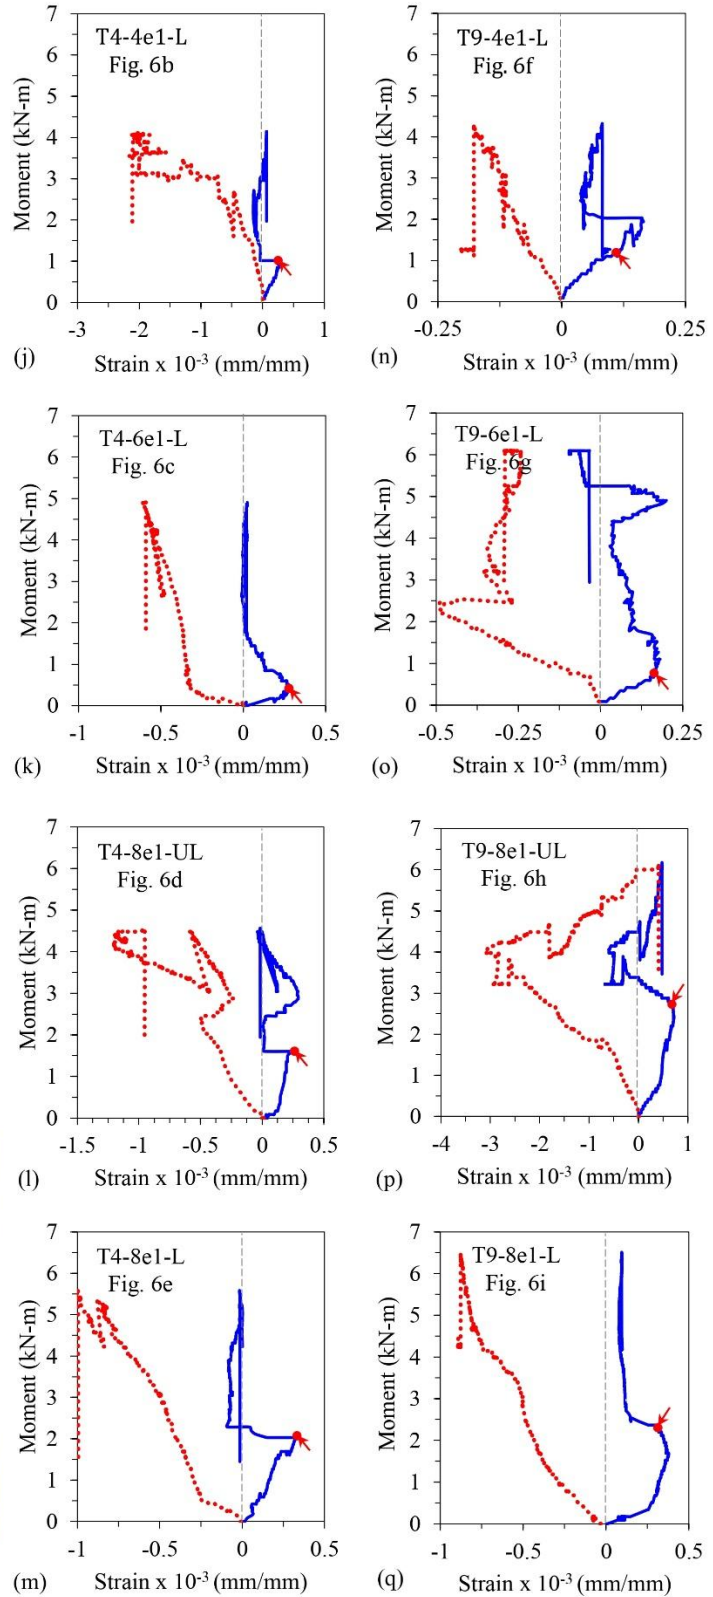 T4-4e1-L
Fig. 6b
Moment (kN-m)
7
6
5
4
3
2
1
0
-3 -2 -1 0 1
(j) Strain x 10-3 (mm/mm)
T9-4e1-L
Fig. 6f
Moment (kN-m)
7
6
5
4
3
2
1
0
-0.25 0 0.25
(n) Strain x 10-3 (mm/mm)
T4-6e1-L
Fig. 6c
Moment (kN-m)
7
6
5
4
3
2
1
0
-1 -0.5 0 0.5
(k) Strain x 10-3 (mm/mm)
T9-6e1-L
Fig. 6g
Moment (kN-m)
7
6
5
4
3
2
1
0
-0.5 -0.25 0 0.25
(o) Strain x 10-3 (mm/mm)
T4-8e1-UL
Fig. 6d
Moment (kN-m)
7
6
5
4
3
2
1
0
-1.5 -1 -0.5 0 0.5
(l) Strain x 10-3 (mm/mm)
T9-8e1-UL
Fig. 6h
Moment (kN-m)
7
6
5
4
3
2
1
0
-4 -3 -2 -1 0 1
(p) Strain x 10-3 (mm/mm)
T4-8e1-L
Fig. 6e
Moment (kN-m)
7
6
5
4
3
2
1
0
-1 -0.5 0 0.5
(m) Strain x 10-3 (mm/mm)
T9-8e1-L
Fig. 6i
Moment (kN-m)
7
6
5
4
3
2
1
0
-1 -0.5 0 0.5
(q) Strain x 10-3 (mm/mm)